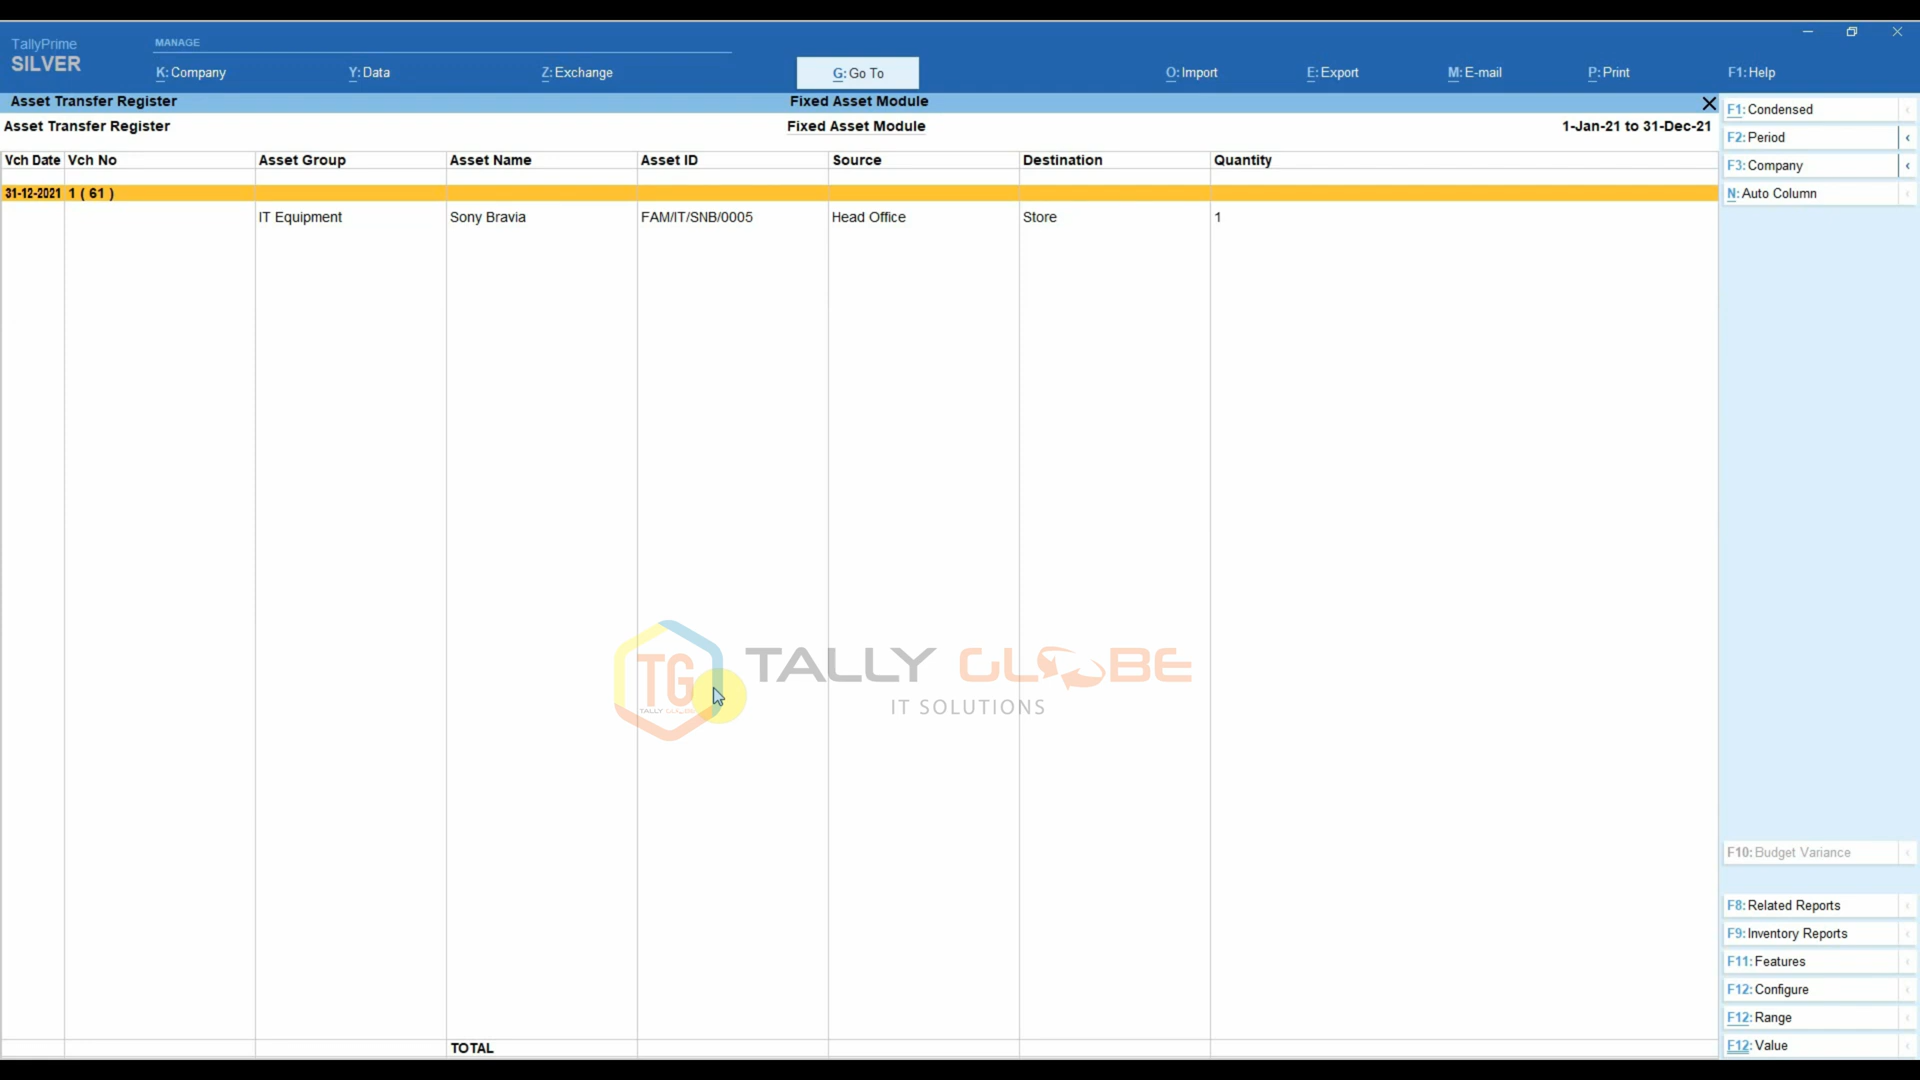 TallyPrime
SILVER
MANAGE
K: Company
Y: Data
Z: Exchange
G: Go To
O: Import
E: Export
M: E-mail
P: Print
F1: Help
Asset Transfer Register
Fixed Asset Module
Asset Transfer Register
Fixed Asset Module
1-Jan-21 to 31-Dec-21
Vch Date Vch No Asset Group Asset Name Asset ID Source Destination Quantity
31-12-2021 1 ( 61 )
IT Equipment Sony Bravia FAM/IT/SNB/0005 Head Office Store 1
TG
TALLY GLOBE
TALLY GLOBE
IT SOLUTIONS
TOTAL
F1: Condensed
F2: Period
F3: Company
N: Auto Column
F10: Budget Variance
F8: Related Reports
F9: Inventory Reports
F11: Features
F12: Configure
F12: Range
F12: Value